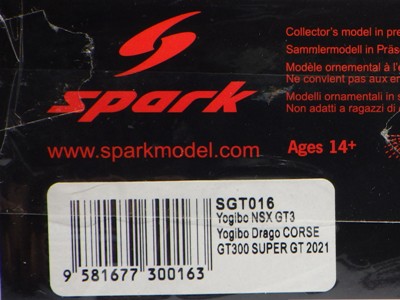 spark
www.sparkmodel.com
Collector's model in pre
Sammlermodell in Präs
Modèle ornemental à l'
Ne convient pas aux en
Modelli ornamentali in s
Non adatti a ragazzi di
Ages 14+
SGT016
Yogibo NSX GT3
Yogibo Drago CORSE
GT300 SUPER GT 2021
9 581677 300163